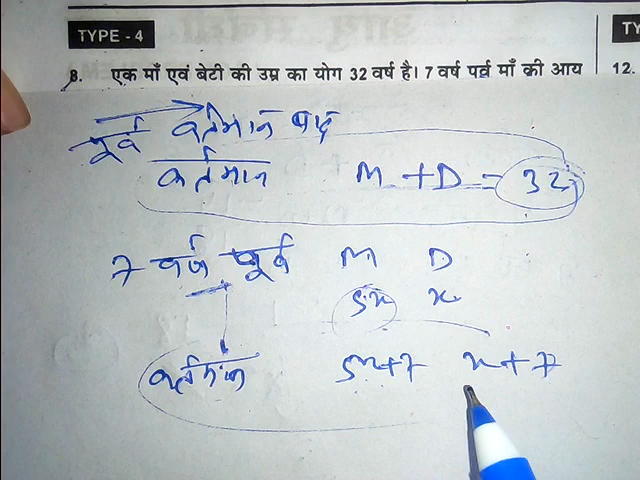 TYPE - 4
TY
8. एक माँ एवं बेटी की उम्र का योग 32 वर्ष है। 7 वर्ष पूर्व माँ की आयु
12.
पूर्व वर्तमान बाद
वर्तमान M + D = 32
7 वर्ष पूर्व M D
5x x
वर्तमान 5x+7 x+7